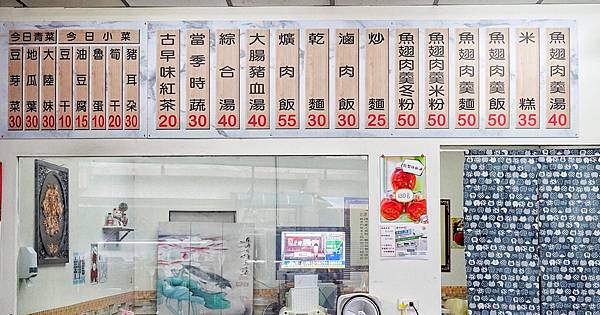 魚翅肉羹湯 40
米糕 35
魚翅肉羹飯 50
魚翅肉羹麵 50
魚翅肉羹米粉 50
魚翅肉羹冬粉 50
炒麵 25
滷肉飯 30
乾麵 30
爌肉飯 55
大腸豬血湯 40
綜合湯 40
當季時蔬 30
古早味紅茶 20
今日小菜
豬耳朵 30
筍干 20
魯蛋 10
油豆腐 15
豆干 10
今日青菜
大陸妹 30
地瓜葉 30
豆芽菜 30